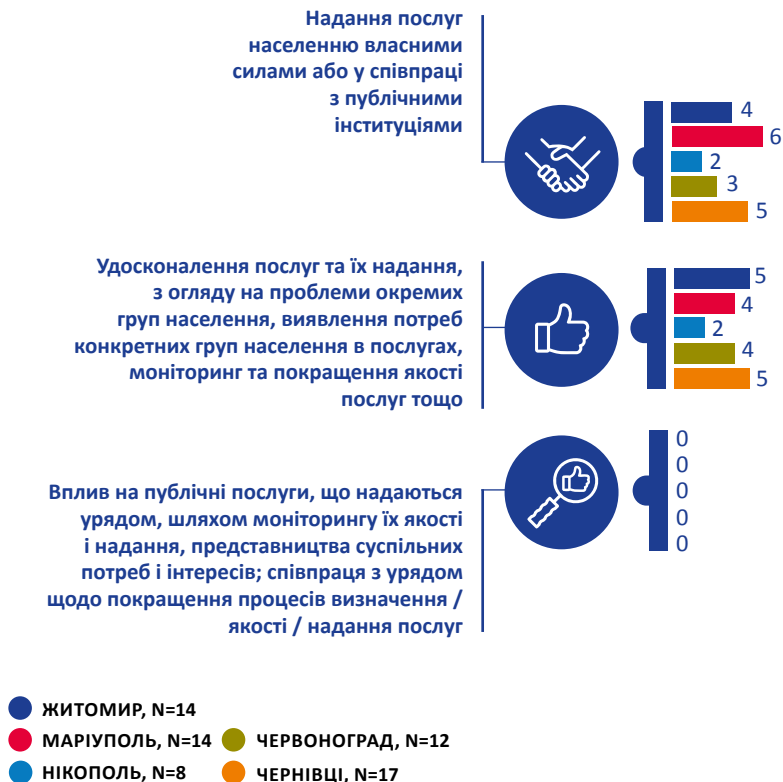 Надання послуг
населенню власними
силами або у співпраці
з публічними
інституціями
4
6
2
3
5
Удосконалення послуг та їх надання,
з огляду на проблеми окремих
груп населення, виявлення потреб
конкретних груп населення в послугах,
моніторинг та покращення якості
послуг тощо
5
4
2
4
5
Вплив на публічні послуги, що надаються
урядом, шляхом моніторингу їх якості
і надання, представництва суспільних
потреб і інтересів; співпраця з урядом
щодо покращення процесів визначення /
якості / надання послуг
0
0
0
0
0
ЖИТОМИР, N=14
МАРІУПОЛЬ, N=14 ЧЕРВОНОГРАД, N=12
НІКОПОЛЬ, N=8 ЧЕРНІВЦІ, N=17